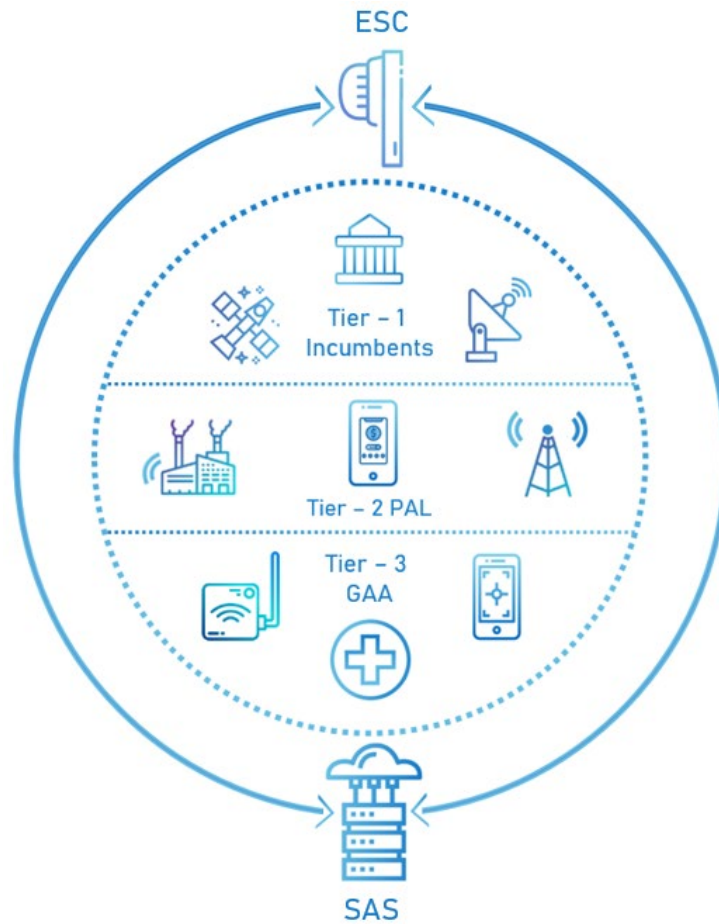 ESC
Tier – 1
Incumbents
Tier – 2 PAL
Tier – 3
GAA
SAS